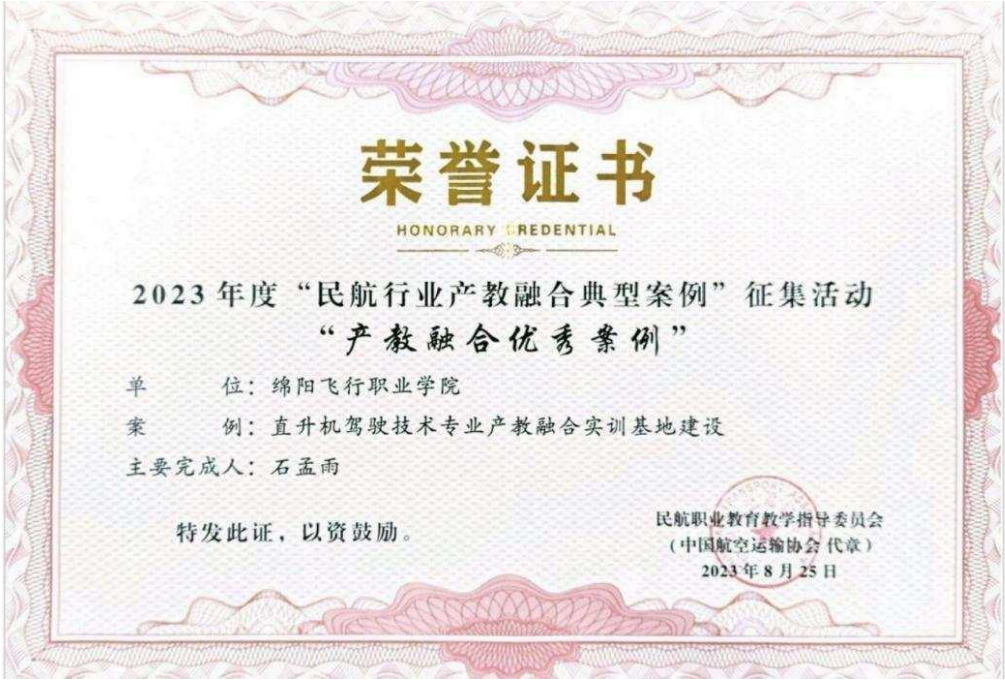 荣誉证书
HONORARY CREDENTIAL
2023年度“民航行业产教融合典型案例”征集活动
“产教融合优秀案例”
单 位：绵阳飞行职业学院
案 例：直升机驾驶技术专业产教融合实训基地建设
主要完成人：石孟雨
特发此证，以资鼓励。
民航职业教育教学指导委员会
（中国航空运输协会 代章）
2023年8月25日